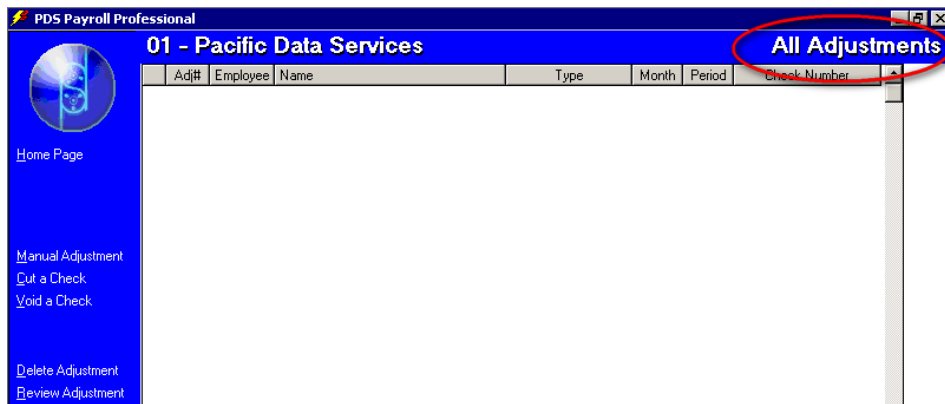 PDS Payroll Professional
01 - Pacific Data Services All Adjustments
Adj# Employee Name Type Month Period Check Number
Home Page
Manual Adjustment
Cut a Check
Void a Check
Delete Adjustment
Review Adjustment